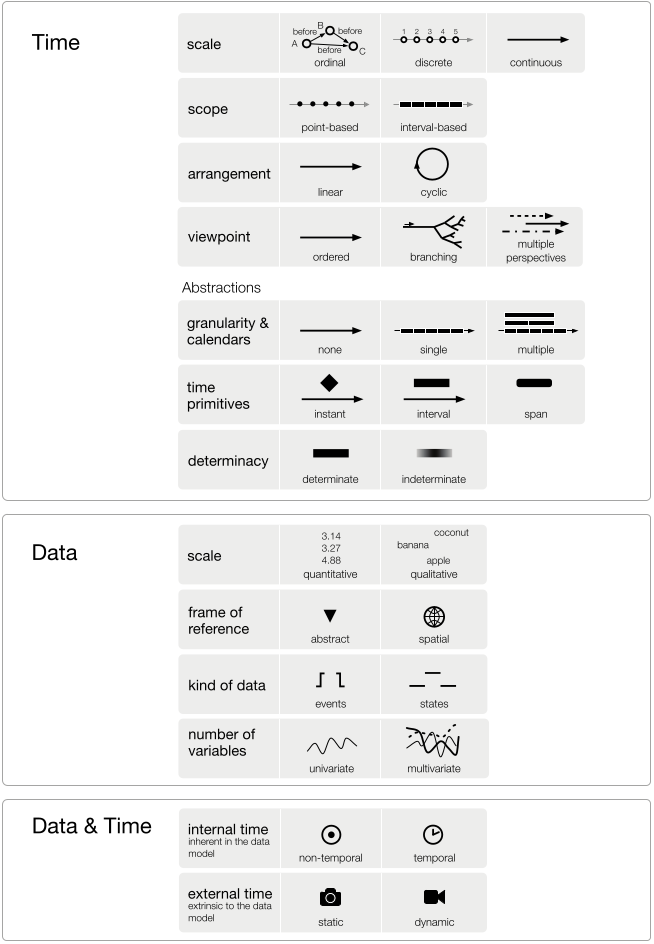 Time
scale
A
B
C
before
before
before
ordinal
1 2 3 4 5
discrete
continuous
scope
point-based
interval-based
arrangement
linear
cyclic
viewpoint
ordered
branching
multiple
perspectives
Abstractions
granularity &
calendars
none
single
multiple
time
primitives
instant
interval
span
determinacy
determinate
indeterminate
Data
scale
3.14
3.27
4.88
quantitative
coconut
banana
apple
qualitative
frame of
reference
abstract
spatial
kind of data
events
states
number of
variables
univariate
multivariate
Data & Time
internal time
inherent in the data
model
non-temporal
temporal
external time
extrinsic to the data
model
static
dynamic